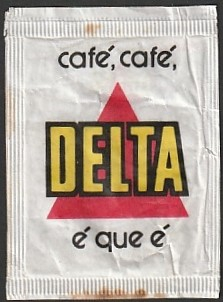 café, café,
DELTA
é que é